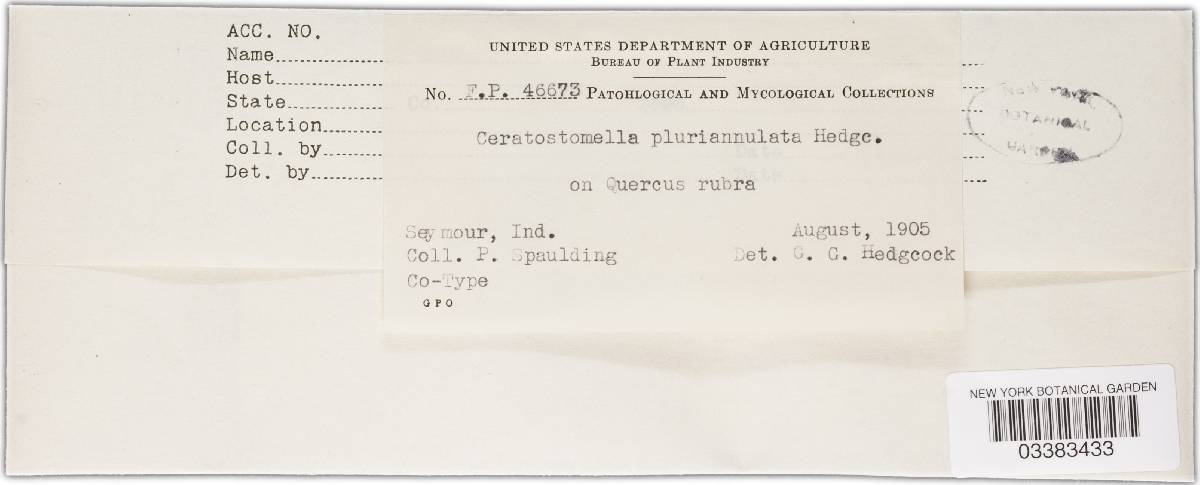 ACC. NO.
Name
Host
State
Location
Coll. by
Det. by
UNITED STATES DEPARTMENT OF AGRICULTURE
BUREAU OF PLANT INDUSTRY
No. F.P. 46673 PATOHLOGICAL AND MYCOLOGICAL COLLECTIONS
Ceratostomella pluriannulata Hedgc.
on Quercus rubra
Seymour, Ind. August, 1905
Coll. P. Spaulding Det. G. G. Hedgcock
Co-Type
GPO
NEW YORK
BOTANICAL
GARDEN
NEW YORK BOTANICAL GARDEN
03383433